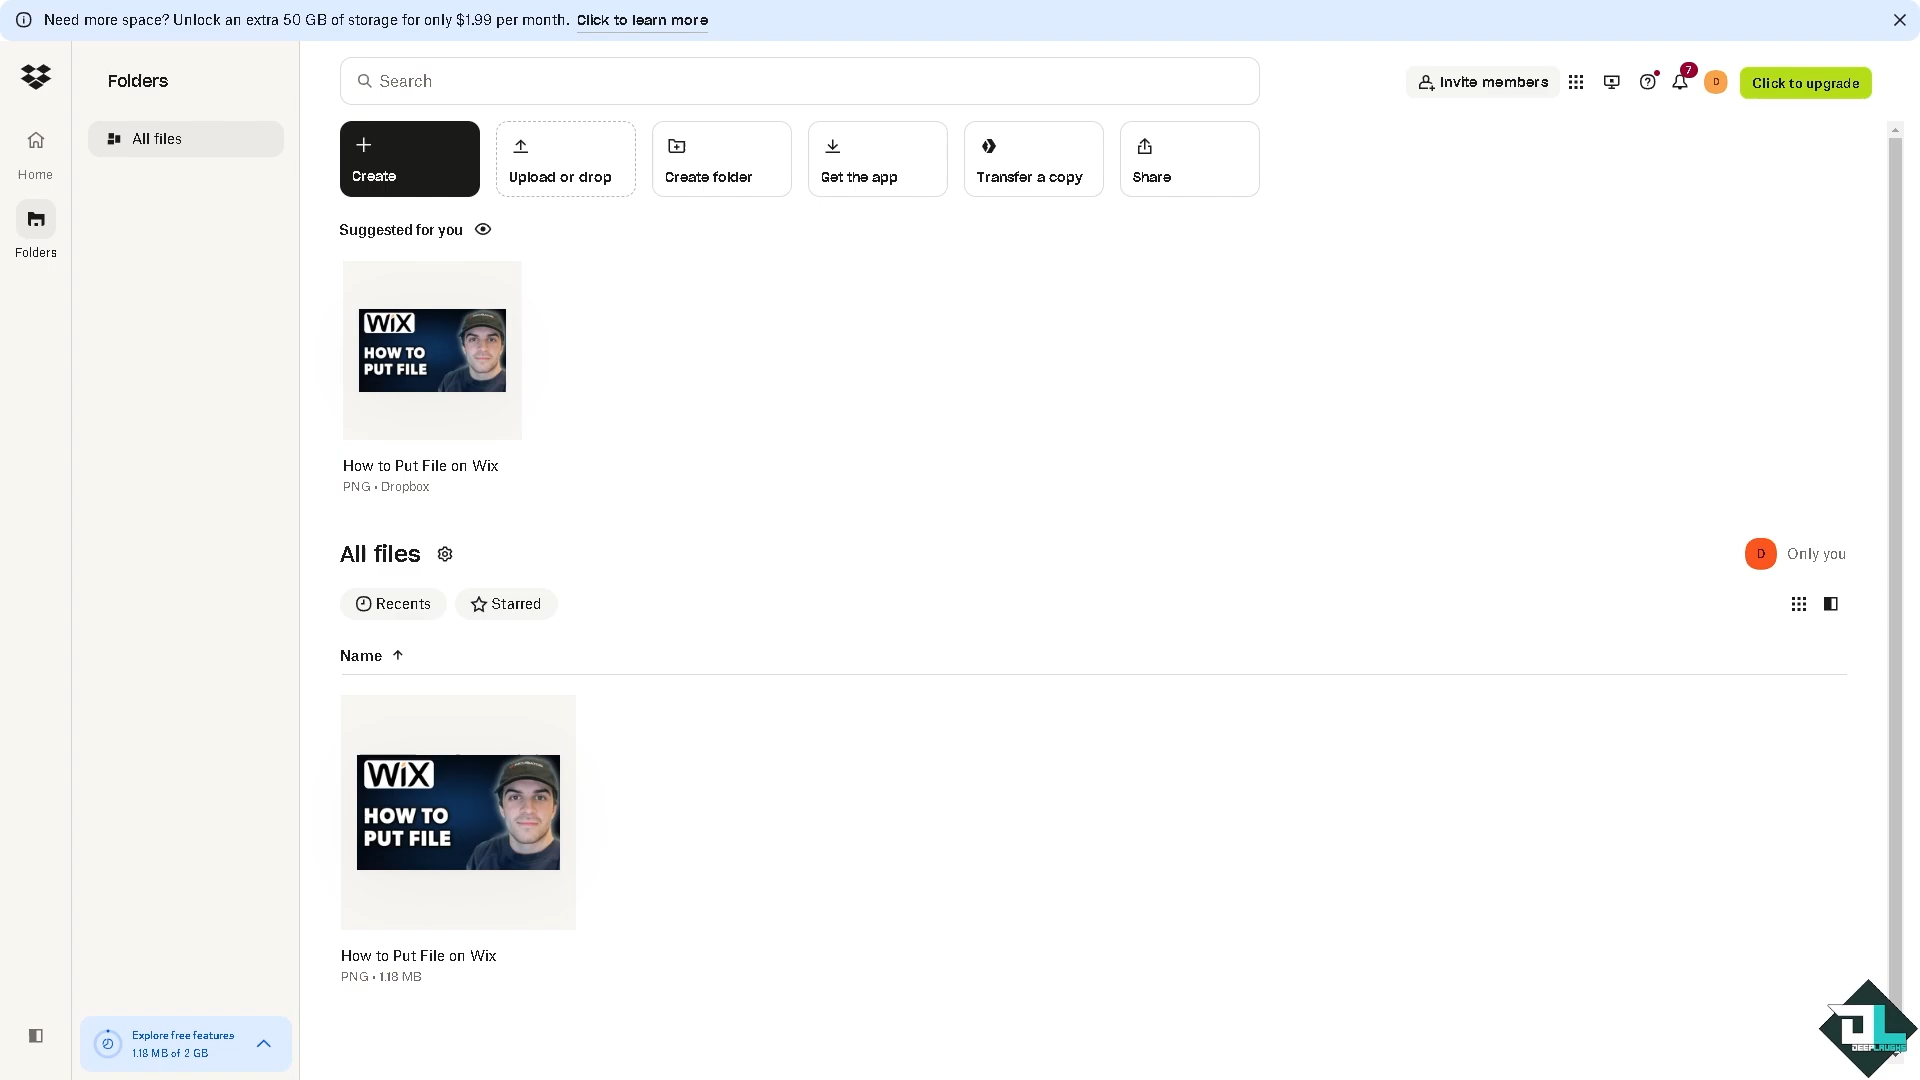 Need more space? Unlock an extra 50 GB of storage for only $1.99 per month. Click to learn more
Folders
All files
Home
Folders
Search
Invite members
7
D
Click to upgrade
Create
Upload or drop
Create folder
Get the app
Transfer a copy
Share
Suggested for you
WiX
HOW TO
PUT FILE
How to Put File on Wix
PNG • Dropbox
All files
D
Only you
Recents
Starred
Name
WiX
HOW TO
PUT FILE
How to Put File on Wix
PNG • 1.18 MB
Explore free features
1.18 MB of 2 GB
DEEPLAUGHS